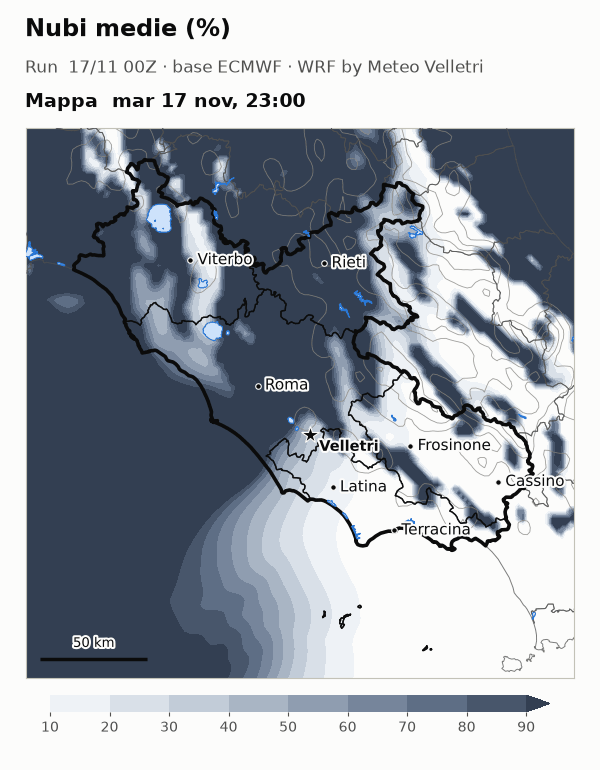 Nubi medie (%)
Run 17/11 00Z · base ECMWF · WRF by Meteo Velletri
Mappa mar 17 nov, 23:00
Viterbo
Rieti
Roma
Velletri
Frosinone
Latina
Cassino
Terracina
50 km
10 20 30 40 50 60 70 80 90